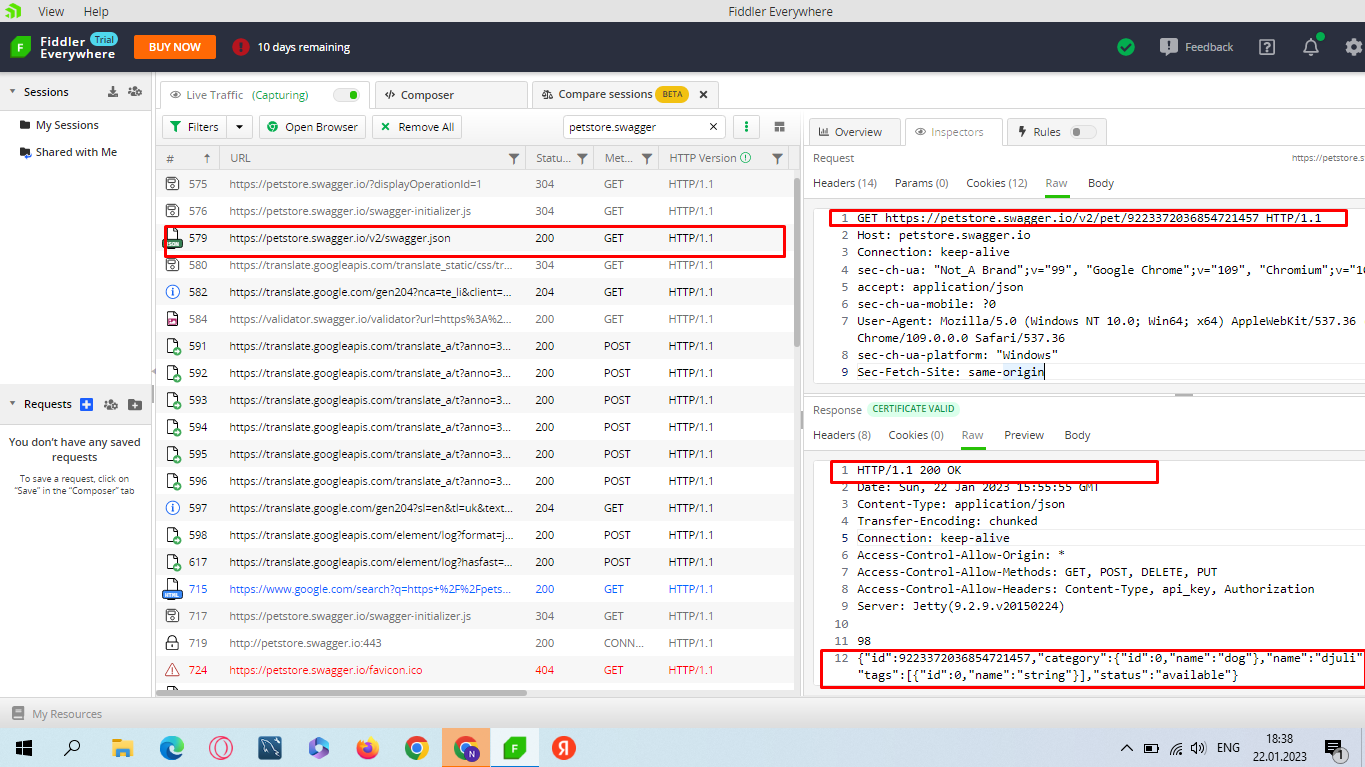 View Help Fiddler Everywhere
Fiddler Trial
Everywhere
BUY NOW
10 days remaining
Feedback
Sessions
My Sessions
Shared with Me
Live Traffic (Capturing)
Composer
Compare sessions BETA
Filters
Open Browser
Remove All
petstore.swagger
# URL Statu... Met... HTTP Version
575 https://petstore.swagger.io/?displayOperationId=1 304 GET HTTP/1.1
576 https://petstore.swagger.io/swagger-initializer.js 304 GET HTTP/1.1
JSON 579 https://petstore.swagger.io/v2/swagger.json 200 GET HTTP/1.1
580 https://translate.googleapis.com/translate_static/css/tr... 304 GET HTTP/1.1
582 https://translate.google.com/gen204?nca=te_li&client=... 204 GET HTTP/1.1
584 https://validator.swagger.io/validator?url=https%3A%2... 200 GET HTTP/1.1
591 https://translate.googleapis.com/translate_a/t?anno=3... 200 POST HTTP/1.1
592 https://translate.googleapis.com/translate_a/t?anno=3... 200 POST HTTP/1.1
593 https://translate.googleapis.com/translate_a/t?anno=3... 200 POST HTTP/1.1
594 https://translate.googleapis.com/translate_a/t?anno=3... 200 POST HTTP/1.1
595 https://translate.googleapis.com/translate_a/t?anno=3... 200 POST HTTP/1.1
596 https://translate.googleapis.com/translate_a/t?anno=3... 200 POST HTTP/1.1
597 https://translate.google.com/gen204?sl=en&tl=uk&text... 204 GET HTTP/1.1
598 https://translate.googleapis.com/element/log?format=j... 200 POST HTTP/1.1
617 https://translate.googleapis.com/element/log?hasfast=... 200 POST HTTP/1.1
HTML 715 https://www.google.com/search?q=https+%2F%2Fpets... 200 GET HTTP/1.1
717 https://petstore.swagger.io/swagger-initializer.js 304 GET HTTP/1.1
719 http://petstore.swagger.io:443 200 CONN... HTTP/1.1
724 https://petstore.swagger.io/favicon.ico 404 GET HTTP/1.1
Requests
You don't have any saved
requests
To save a request, click on
"Save" in the "Composer" tab
Overview
Inspectors
Rules
Request https://petstore.s
Headers (14) Params (0) Cookies (12) Raw Body
1 GET https://petstore.swagger.io/v2/pet/9223372036854721457 HTTP/1.1
2 Host: petstore.swagger.io
3 Connection: keep-alive
4 sec-ch-ua: "Not_A Brand";v="99", "Google Chrome";v="109", "Chromium";v="10
5 accept: application/json
6 sec-ch-ua-mobile: ?0
7 User-Agent: Mozilla/5.0 (Windows NT 10.0; Win64; x64) AppleWebKit/537.36
Chrome/109.0.0.0 Safari/537.36
8 sec-ch-ua-platform: "Windows"
9 Sec-Fetch-Site: same-origin
Response CERTIFICATE VALID
Headers (8) Cookies (0) Raw Preview Body
1 HTTP/1.1 200 OK
2 Date: Sun, 22 Jan 2023 15:55:55 GMT
3 Content-Type: application/json
4 Transfer-Encoding: chunked
5 Connection: keep-alive
6 Access-Control-Allow-Origin: *
7 Access-Control-Allow-Methods: GET, POST, DELETE, PUT
8 Access-Control-Allow-Headers: Content-Type, api_key, Authorization
9 Server: Jetty(9.2.9.v20150224)
10
11 98
12 {"id":9223372036854721457,"category":{"id":0,"name":"dog"},"name":"djuli"
"tags":[{"id":0,"name":"string"}],"status":"available"}
My Resources
ENG
18:38
22.01.2023
1